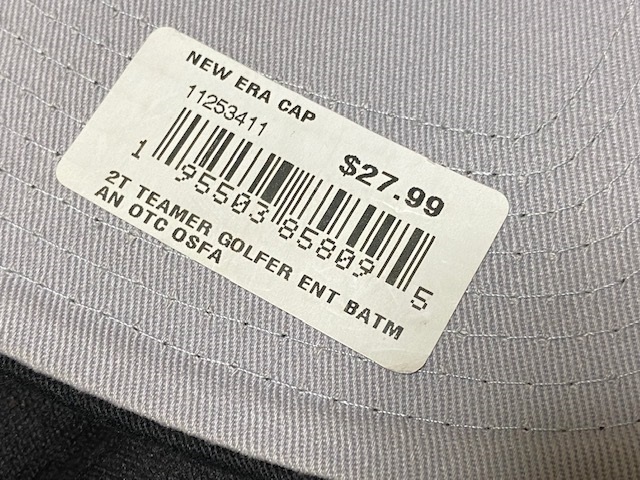 NEW ERA CAP
11253411
$27.99
1 95503 85809 5
2T TEAMER GOLFER ENT BATM
AN OTC OSFA